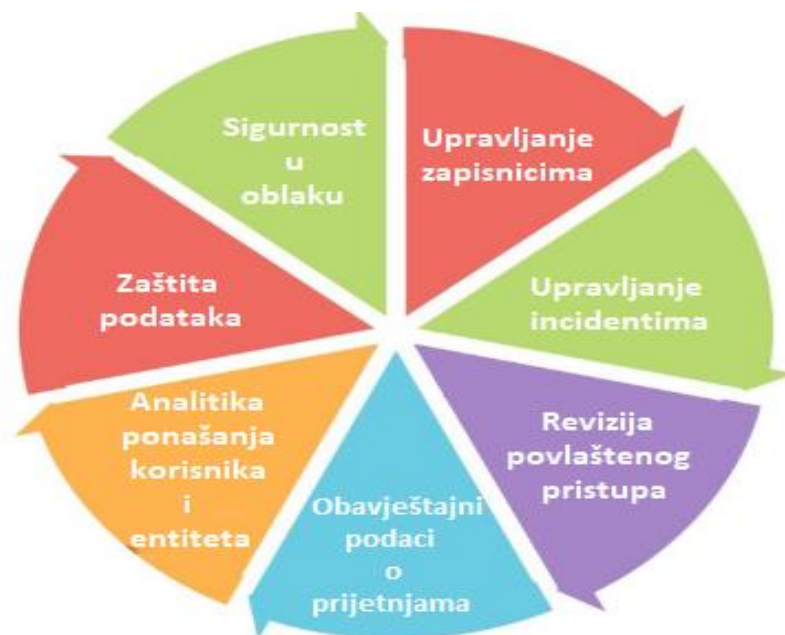 Upravljanje
zapisnicima
Upravljanje
incidentima
Revizija
povlaštenog
pristupa
Obavještajni
podaci
o
prijetnjama
Analitika
ponašanja
korisnika
i
entiteta
Zaštita
podataka
Sigurnost
u
oblaku